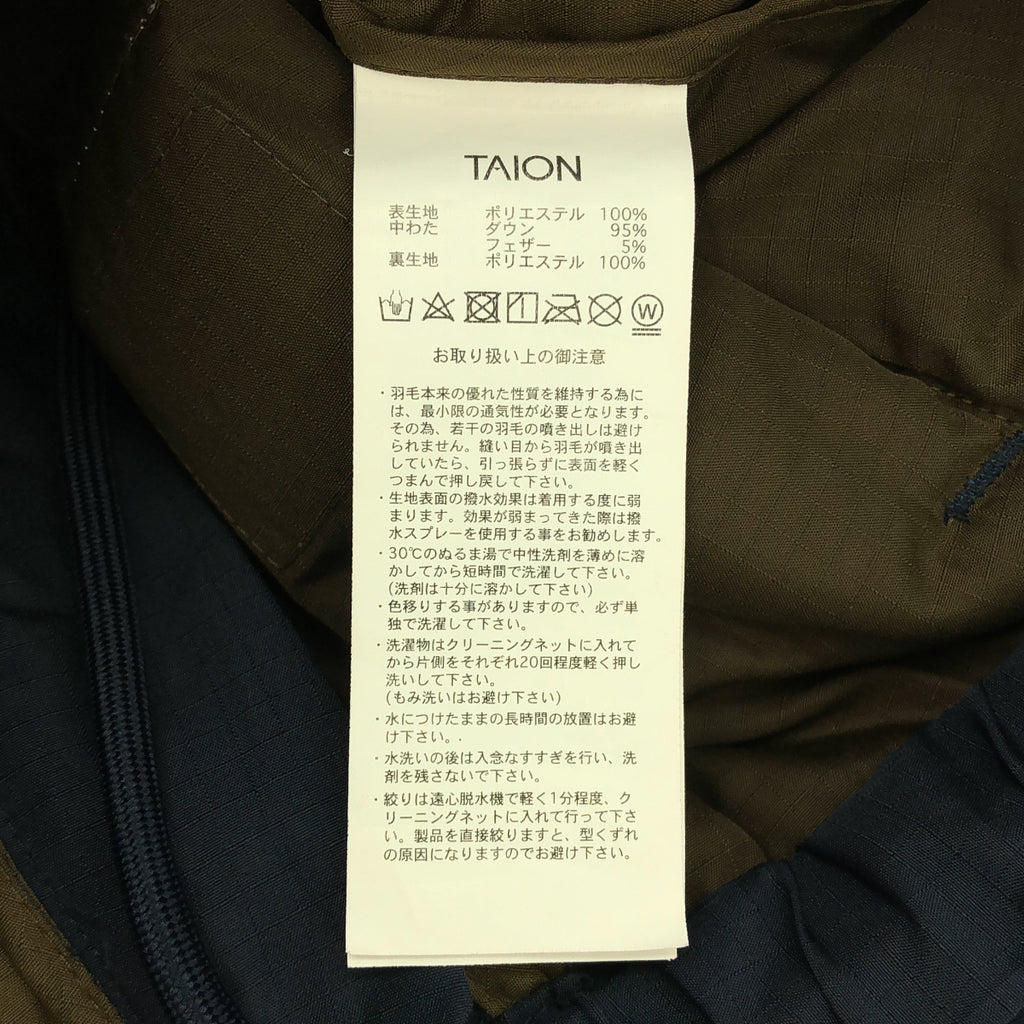 TAION
表生地 ポリエステル 100%
中わた ダウン 95%
フェザー 5%
裏生地 ポリエステル 100%
W
お取り扱い上の御注意
・羽毛本来の優れた性質を維持する為に
は、最小限の通気性が必要となります。
その為、若干の羽毛の噴き出しは避け
られません。縫い目から羽毛が噴き出
していたら、引っ張らずに表面を軽く
つまんで押し戻して下さい。
・生地表面の撥水効果は着用する度に弱
まります。効果が弱まってきた際は撥
水スプレーを使用する事をお勧めします。
・30℃のぬるま湯で中性洗剤を薄めに溶
かしてから短時間で洗濯して下さい。
(洗剤は十分に溶かして下さい)
・色移りする事がありますので、必ず単
独で洗濯して下さい。
・洗濯物はクリーニングネットに入れて
から片側をそれぞれ20回程度軽く押し
洗いして下さい。
(もみ洗いはお避け下さい)
・水につけたままの長時間の放置はお避
け下さい。.
・水洗いの後は入念なすすぎを行い、洗
剤を残さないで下さい。
・絞りは遠心脱水機で軽く1分程度、ク
リーニングネットに入れて行って下さ
い。製品を直接絞りますと、型くずれ
の原因になりますのでお避け下さい。